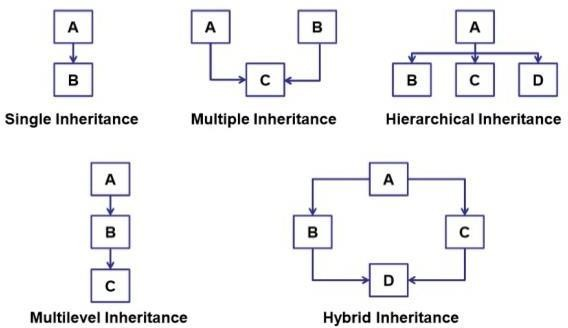 A
B
Single Inheritance
A B
C
Multiple Inheritance
A
B C D
Hierarchical Inheritance
A
B
C
Multilevel Inheritance
A
B C
D
Hybrid Inheritance